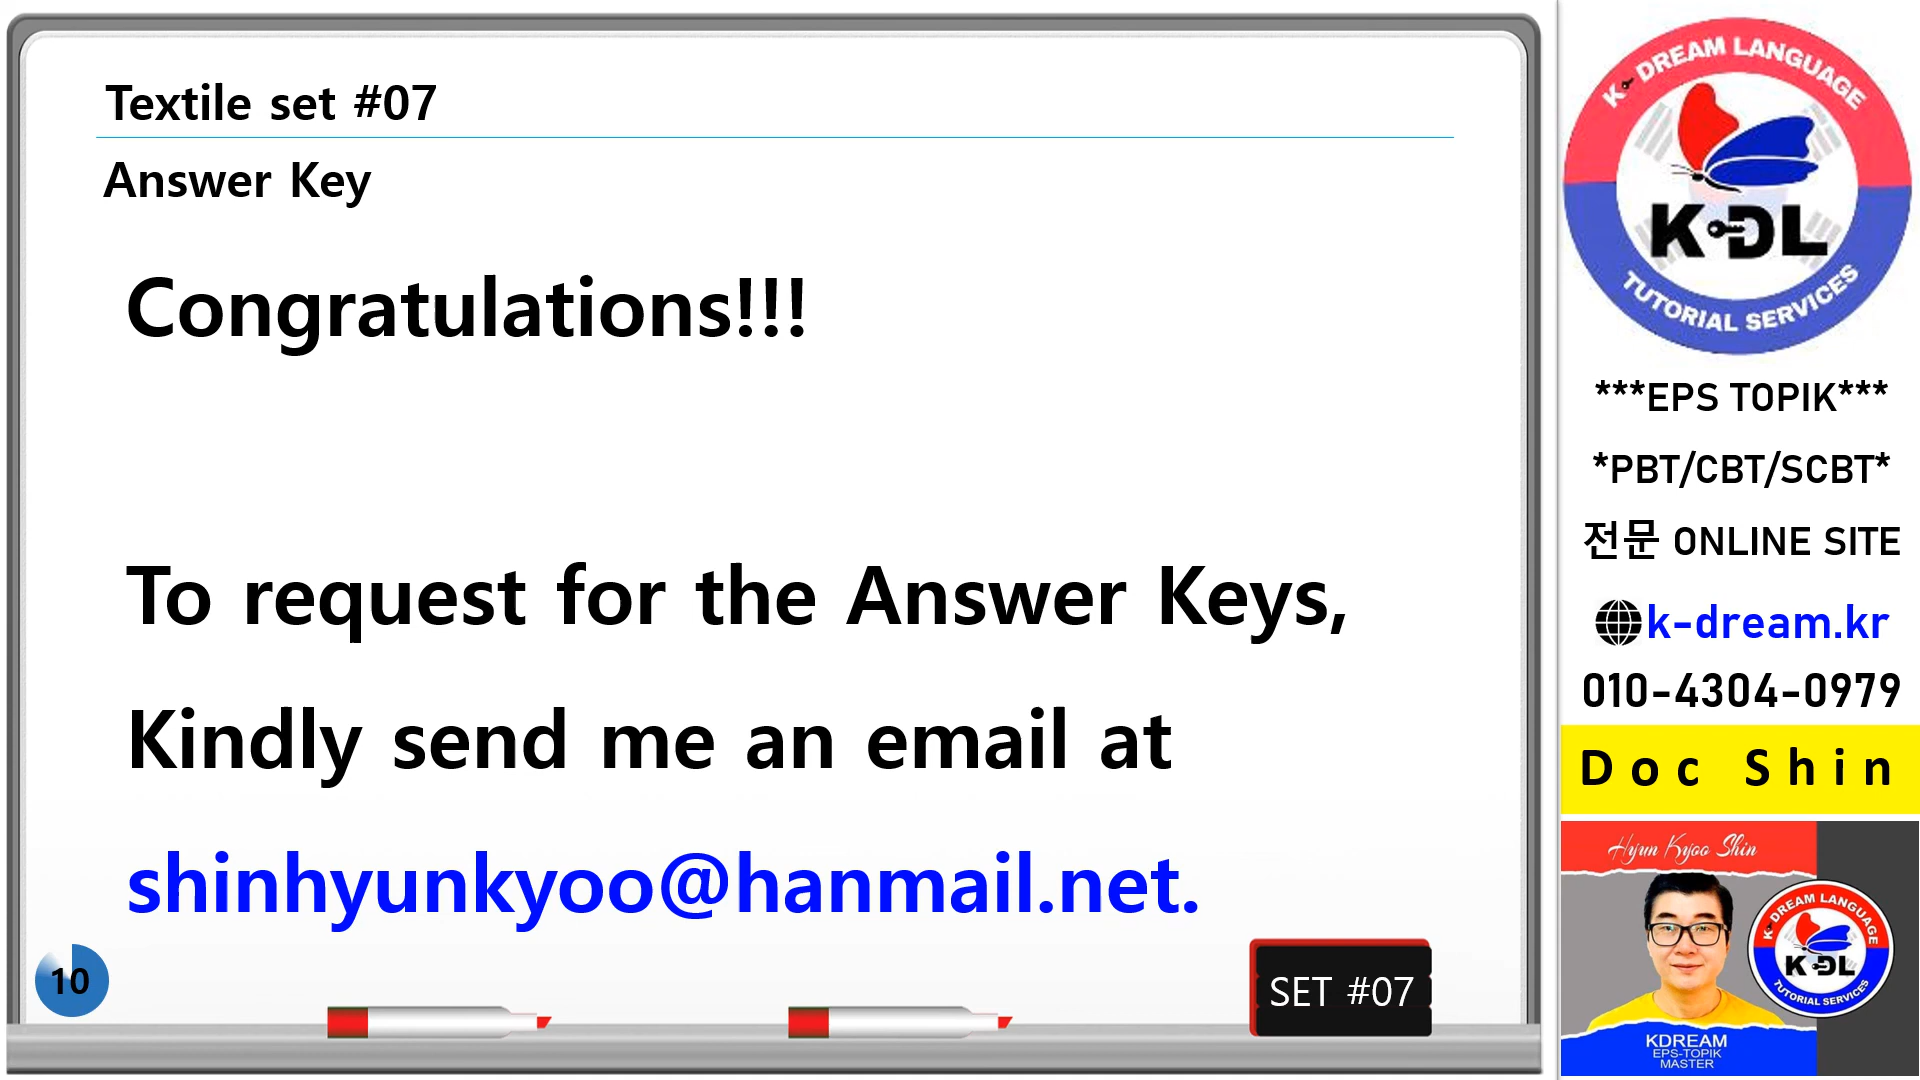 Textile set #07
Answer Key
Congratulations!!!
To request for the Answer Keys,
Kindly send me an email at
shinhyunkyoo@hanmail.net.
10
SET #07
K-DREAM LANGUAGE
K-DL
TUTORIAL SERVICES
***EPS TOPIK***
*PBT/CBT/SCBT*
전문 ONLINE SITE
k-dream.kr
010-4304-0979
Doc Shin
Hyun Kyoo Shin
K-DREAM LANGUAGE
K-DL
TUTORIAL SERVICES
KDREAM
EPS-TOPIK
MASTER